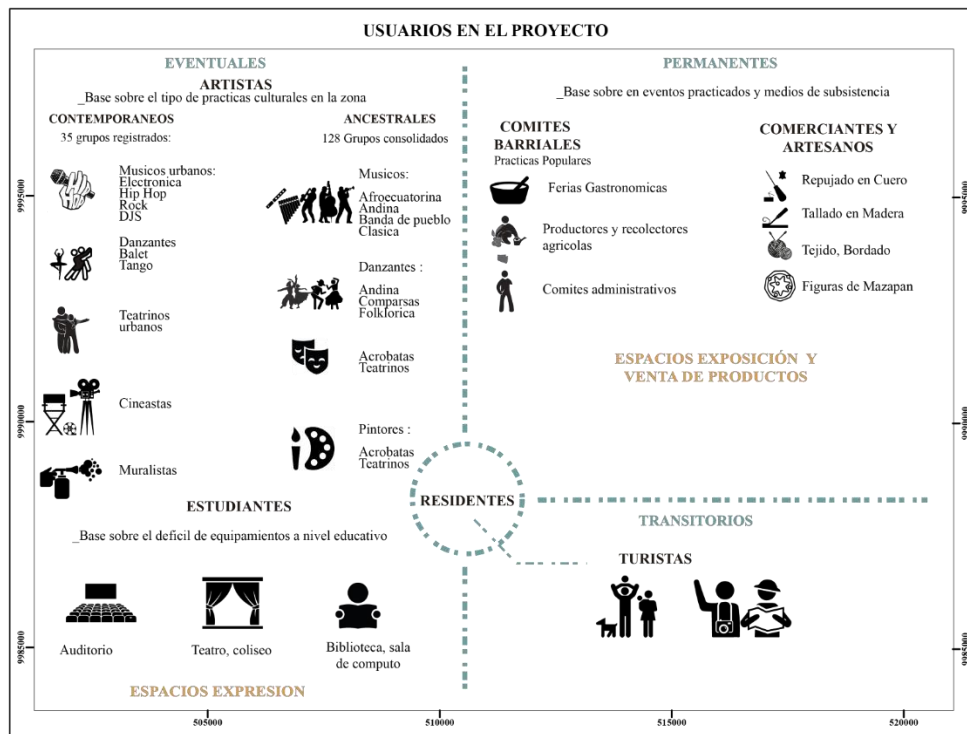 USUARIOS EN EL PROYECTO
EVENTUALES
ARTISTAS
_Base sobre el tipo de practicas culturales en la zona
CONTEMPORANEOS
35 grupos registrados:
Musicos urbanos:
Electronica
Hip Hop
Rock
DJS
Danzantes
Balet
Tango
Teatrinos
urbanos
Cineastas
Muralistas
ANCESTRALES
128 Grupos consolidados
Musicos:
Afroecuatorina
Andina
Banda de pueblo
Clasica
Danzantes :
Andina
Comparsas
Folklorica
Acrobatas
Teatrinos
Pintores :
Acrobatas
Teatrinos
ESTUDIANTES
_Base sobre el deficil de equipamientos a nivel educativo
Auditorio
Teatro, coliseo
Biblioteca, sala
de computo
ESPACIOS EXPRESION
PERMANENTES
_Base sobre en eventos practicados y medios de subsistencia
COMITES
BARRIALES
Practicas Populares
Ferias Gastronomicas
Productores y recolectores
agricolas
Comites administrativos
COMERCIANTES Y
ARTESANOS
Repujado en Cuero
Tallado en Madera
Tejido, Bordado
Figuras de Mazapan
ESPACIOS EXPOSICIÓN Y
VENTA DE PRODUCTOS
RESIDENTES
TRANSITORIOS
TURISTAS
9995000
9990000
9985000
9995000
9990000
9985000
505000
510000
515000
520000